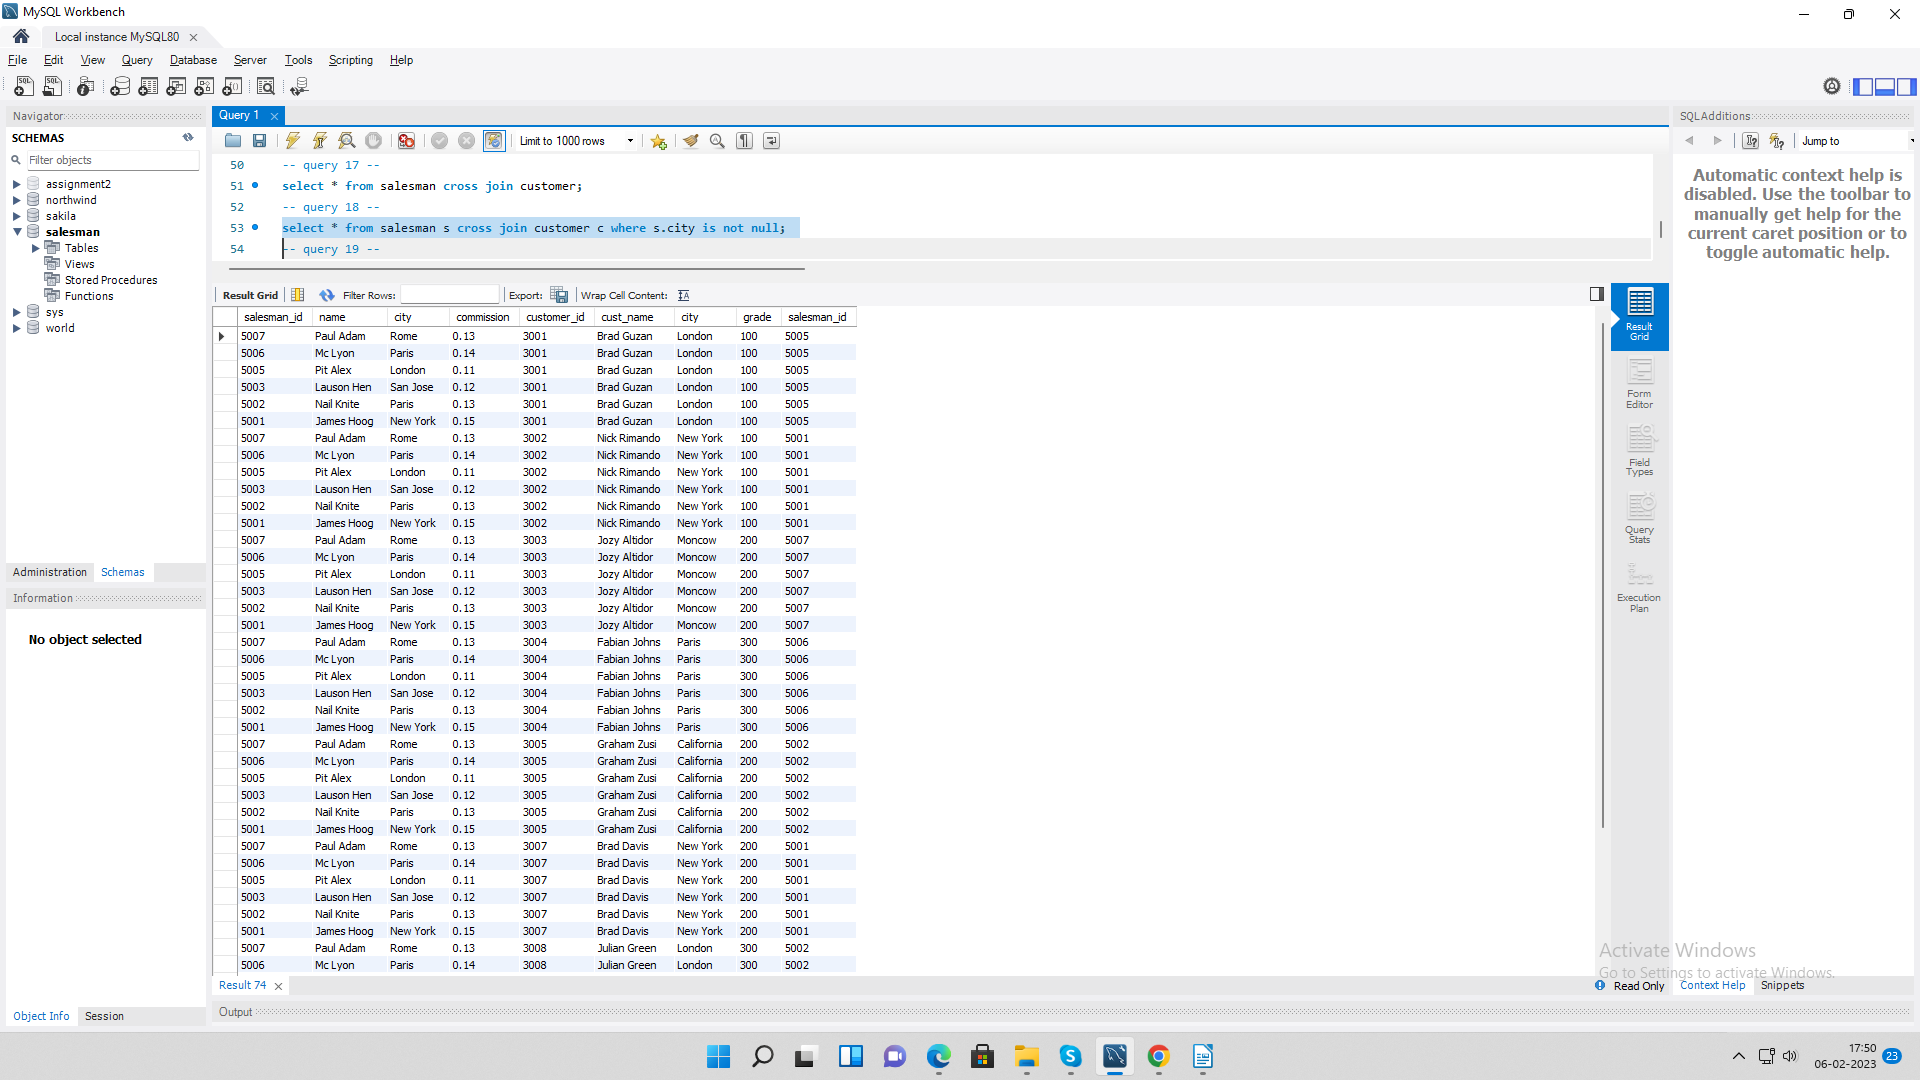 MySQL Workbench
Local instance MySQL80
File Edit View Query Database Server Tools Scripting Help
Navigator
SCHEMAS
Filter objects
assignment2
northwind
sakila
salesman
Tables
Views
Stored Procedures
Functions
sys
world
Administration Schemas
Information
No object selected
Object Info Session
Query 1
Limit to 1000 rows
50 -- query 17 --
51 select * from salesman cross join customer;
52 -- query 18 --
53 select * from salesman s cross join customer c where s.city is not null;
54 -- query 19 --
Result Grid Filter Rows: Export: Wrap Cell Content:
salesman_id name city commission customer_id cust_name city grade salesman_id
5007 Paul Adam Rome 0.13 3001 Brad Guzan London 100 5005
5006 Mc Lyon Paris 0.14 3001 Brad Guzan London 100 5005
5005 Pit Alex London 0.11 3001 Brad Guzan London 100 5005
5003 Lauson Hen San Jose 0.12 3001 Brad Guzan London 100 5005
5002 Nail Knite Paris 0.13 3001 Brad Guzan London 100 5005
5001 James Hoog New York 0.15 3001 Brad Guzan London 100 5005
5007 Paul Adam Rome 0.13 3002 Nick Rimando New York 100 5001
5006 Mc Lyon Paris 0.14 3002 Nick Rimando New York 100 5001
5005 Pit Alex London 0.11 3002 Nick Rimando New York 100 5001
5003 Lauson Hen San Jose 0.12 3002 Nick Rimando New York 100 5001
5002 Nail Knite Paris 0.13 3002 Nick Rimando New York 100 5001
5001 James Hoog New York 0.15 3002 Nick Rimando New York 100 5001
5007 Paul Adam Rome 0.13 3003 Jozy Altidor Moncow 200 5007
5006 Mc Lyon Paris 0.14 3003 Jozy Altidor Moncow 200 5007
5005 Pit Alex London 0.11 3003 Jozy Altidor Moncow 200 5007
5003 Lauson Hen San Jose 0.12 3003 Jozy Altidor Moncow 200 5007
5002 Nail Knite Paris 0.13 3003 Jozy Altidor Moncow 200 5007
5001 James Hoog New York 0.15 3003 Jozy Altidor Moncow 200 5007
5007 Paul Adam Rome 0.13 3004 Fabian Johns Paris 300 5006
5006 Mc Lyon Paris 0.14 3004 Fabian Johns Paris 300 5006
5005 Pit Alex London 0.11 3004 Fabian Johns Paris 300 5006
5003 Lauson Hen San Jose 0.12 3004 Fabian Johns Paris 300 5006
5002 Nail Knite Paris 0.13 3004 Fabian Johns Paris 300 5006
5001 James Hoog New York 0.15 3004 Fabian Johns Paris 300 5006
5007 Paul Adam Rome 0.13 3005 Graham Zusi California 200 5002
5006 Mc Lyon Paris 0.14 3005 Graham Zusi California 200 5002
5005 Pit Alex London 0.11 3005 Graham Zusi California 200 5002
5003 Lauson Hen San Jose 0.12 3005 Graham Zusi California 200 5002
5002 Nail Knite Paris 0.13 3005 Graham Zusi California 200 5002
5001 James Hoog New York 0.15 3005 Graham Zusi California 200 5002
5007 Paul Adam Rome 0.13 3007 Brad Davis New York 200 5001
5006 Mc Lyon Paris 0.14 3007 Brad Davis New York 200 5001
5005 Pit Alex London 0.11 3007 Brad Davis New York 200 5001
5003 Lauson Hen San Jose 0.12 3007 Brad Davis New York 200 5001
5002 Nail Knite Paris 0.13 3007 Brad Davis New York 200 5001
5001 James Hoog New York 0.15 3007 Brad Davis New York 200 5001
5007 Paul Adam Rome 0.13 3008 Julian Green London 300 5002
5006 Mc Lyon Paris 0.14 3008 Julian Green London 300 5002
Result 74
Read Only
Output
Result
Grid
Form
Editor
Field
Types
Query
Stats
Execution
Plan
SQLAdditions
Jump to
Automatic context help is
disabled. Use the toolbar to
manually get help for the
current caret position or to
toggle automatic help.
Activate Windows
Go to Settings to activate Windows.
Context Help Snippets
17:50
06-02-2023
23